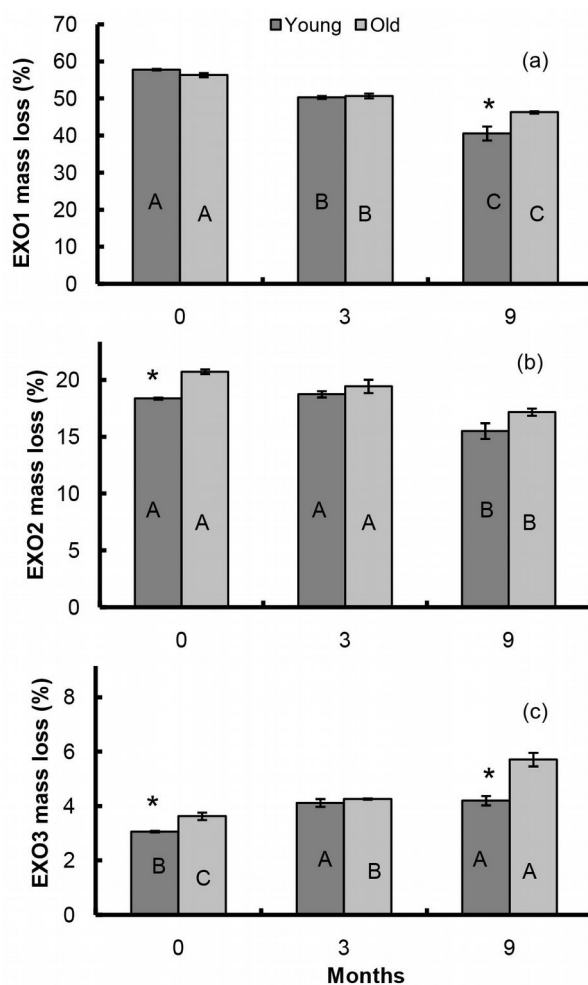 EXO1 mass loss (%)
70
60
50
40
30
20
10
0
Young Old
(a)
*
A A B B C C
0 3 9
EXO2 mass loss (%)
20
15
10
5
0
(b)
*
A A A A B B
0 3 9
EXO3 mass loss (%)
8
6
4
2
0
(c)
* *
B C A B A A
0 3 9
Months